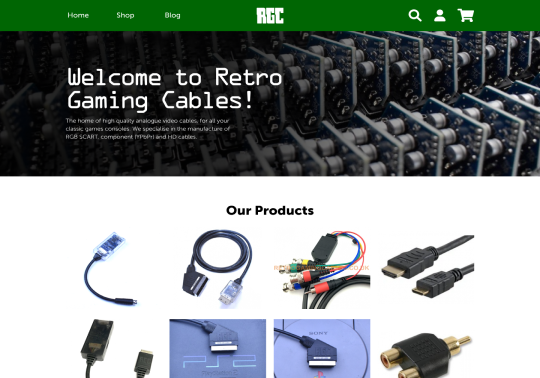 Home
Shop
Blog
RGC
Welcome to Retro
Gaming Cables!
The home of high quality analogue video cables, for all your
classic games consoles. We specialise in the manufacture of
RGB SCART, component (YPbPr) and HD cables.
Our Products
SONY